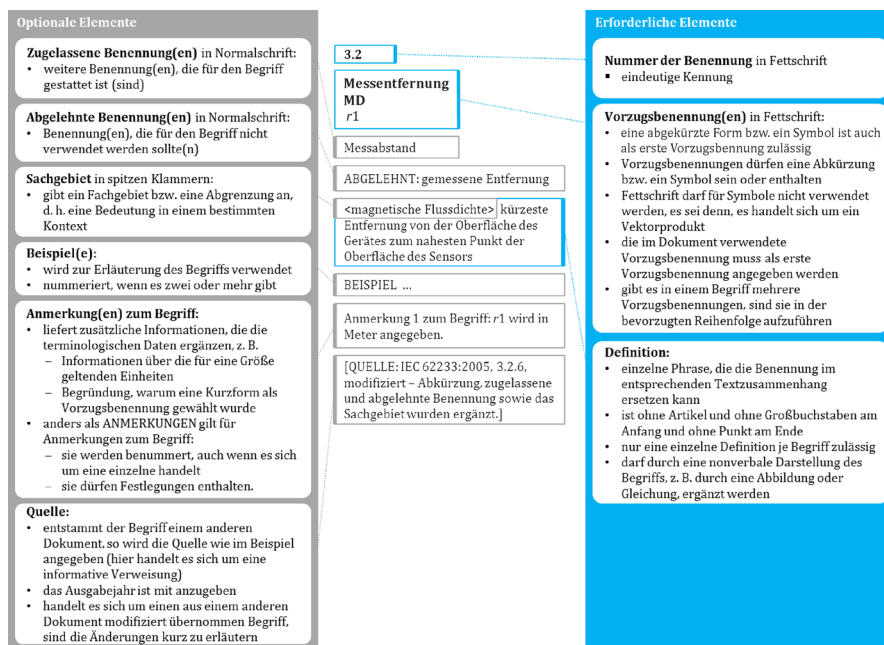 Optionale Elemente
Zugelassene Benennung(en) in Normalschrift:
• weitere Benennung(en), die für den Begriff
gestattet ist (sind)
Abgelehnte Benennung(en) in Normalschrift:
• Benennung(en), die für den Begriff nicht
verwendet werden sollte(n)
Sachgebiet in spitzen Klammern:
• gibt ein Fachgebiet bzw. eine Abgrenzung an,
d. h. eine Bedeutung in einem bestimmten
Kontext
Beispiel(e):
• wird zur Erläuterung des Begriffs verwendet
• nummeriert, wenn es zwei oder mehr gibt
Anmerkung(en) zum Begriff:
• liefert zusätzliche Informationen, die die
terminologischen Daten ergänzen, z. B.
– Informationen über die für eine Größe
geltenden Einheiten
– Begründung, warum eine Kurzform als
Vorzugsbenennung gewählt wurde
• anders als ANMERKUNGEN gilt für
Anmerkungen zum Begriff:
– sie werden benummert, auch wenn es sich
um eine einzelne handelt
– sie dürfen Festlegungen enthalten.
Quelle:
• entstammt der Begriff einem anderen
Dokument, so wird die Quelle wie im Beispiel
angegeben (hier handelt es sich um eine
informative Verweisung)
• das Ausgabejahr ist mit anzugeben
• handelt es sich um einen aus einem anderen
Dokument modifiziert übernommen Begriff,
sind die Änderungen kurz zu erläutern
3.2
Messentfernung
MD
r1
Messabstand
ABGELEHNT: gemessene Entfernung
<magnetische Flussdichte> kürzeste
Entfernung von der Oberfläche des
Gerätes zum nahesten Punkt der
Oberfläche des Sensors
BEISPIEL ...
Anmerkung 1 zum Begriff: r1 wird in
Meter angegeben.
[QUELLE: IEC 62233:2005, 3.2.6,
modifiziert – Abkürzung, zugelassene
und abgelehnte Benennung sowie das
Sachgebiet wurden ergänzt.]
Erforderliche Elemente
Nummer der Benennung in Fettschrift
▪ eindeutige Kennung
Vorzugsbenennung(en) in Fettschrift:
• eine abgekürzte Form bzw. ein Symbol ist auch
als erste Vorzugsbennung zulässig
• Vorzugsbenennungen dürfen eine Abkürzung
bzw. ein Symbol sein oder enthalten
• Fettschrift darf für Symbole nicht verwendet
werden, es sei denn, es handelt sich um ein
Vektorprodukt
• die im Dokument verwendete
Vorzugsbenennung muss als erste
Vorzugsbenennung angegeben werden
• gibt es in einem Begriff mehrere
Vorzugsbenennungen, sind sie in der
bevorzugten Reihenfolge aufzuführen
Definition:
• einzelne Phrase, die die Benennung im
entsprechenden Textzusammenhang
ersetzen kann
• ist ohne Artikel und ohne Großbuchstaben am
Anfang und ohne Punkt am Ende
• nur eine einzelne Definition je Begriff zulässig
• darf durch eine nonverbale Darstellung des
Begriffs, z. B. durch eine Abbildung oder
Gleichung, ergänzt werden